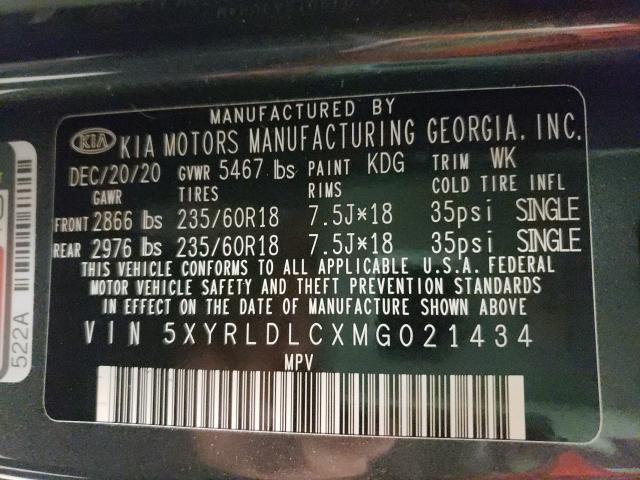 MANUFACTURED BY
KIA KIA MOTORS MANUFACTURING GEORGIA, INC.
DEC/20/20 GVWR 5467 lbs PAINT KDG TRIM WK
GAWR TIRES RIMS COLD TIRE INFL
FRONT 2866 lbs 235/60R18 7.5J*18 35psi SINGLE
REAR 2976 lbs 235/60R18 7.5J*18 35psi SINGLE
THIS VEHICLE CONFORMS TO ALL APPLICABLE U.S.A. FEDERAL
MOTOR VEHICLE SAFETY AND THEFT PREVENTION STANDARDS
IN EFFECT ON THE DATE OF MANUFACTURE SHOWN ABOVE
VIN 5XYRLDLCXMG021434
MPV
522A